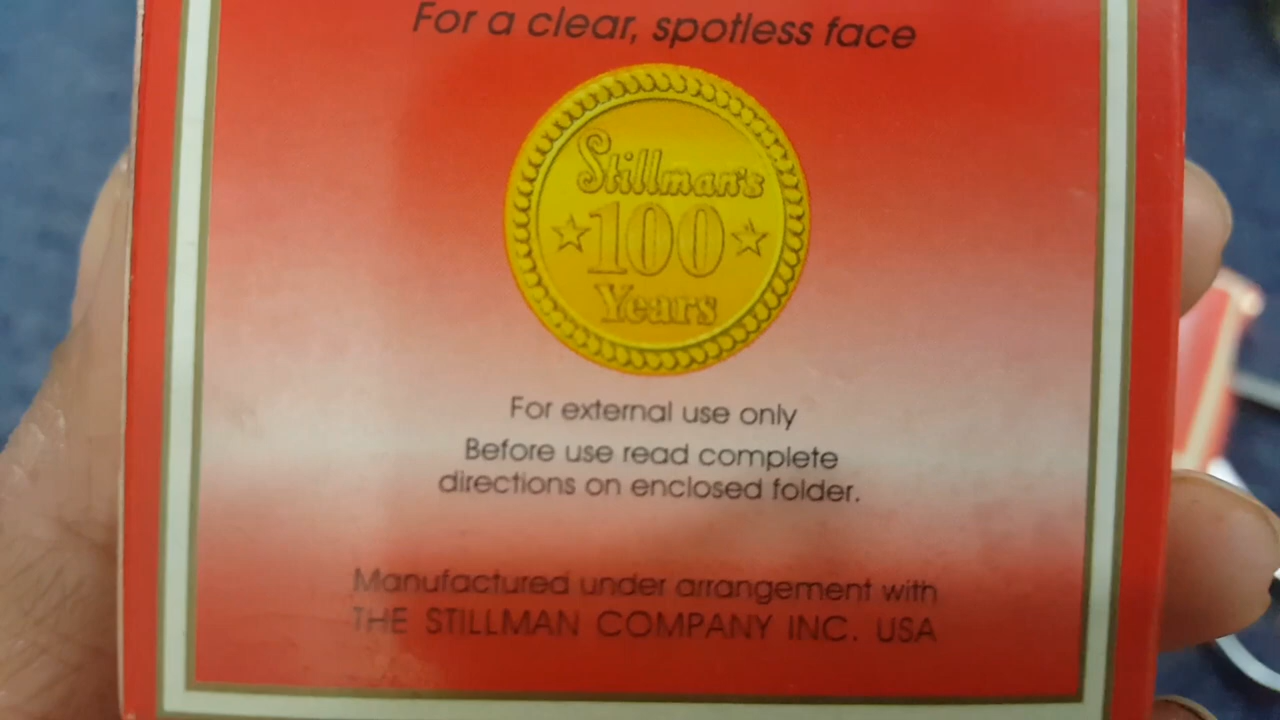 For a clear, spotless face
Stillman's
100
Years
For external use only
Before use read complete
directions on enclosed folder.
Manufactured under arrangement with
THE STILLMAN COMPANY INC. USA